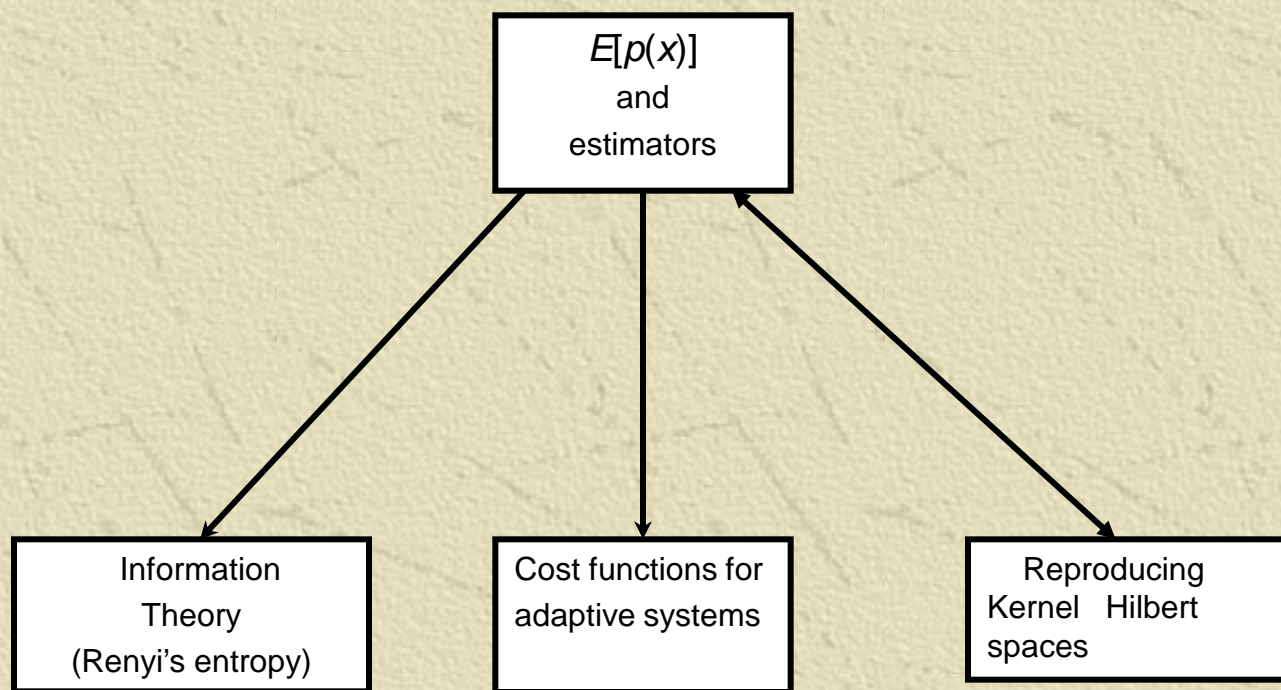 E[p(x)]
and
estimators
Information
Theory
(Renyi's entropy)
Cost functions for
adaptive systems
Reproducing
Kernel Hilbert
spaces